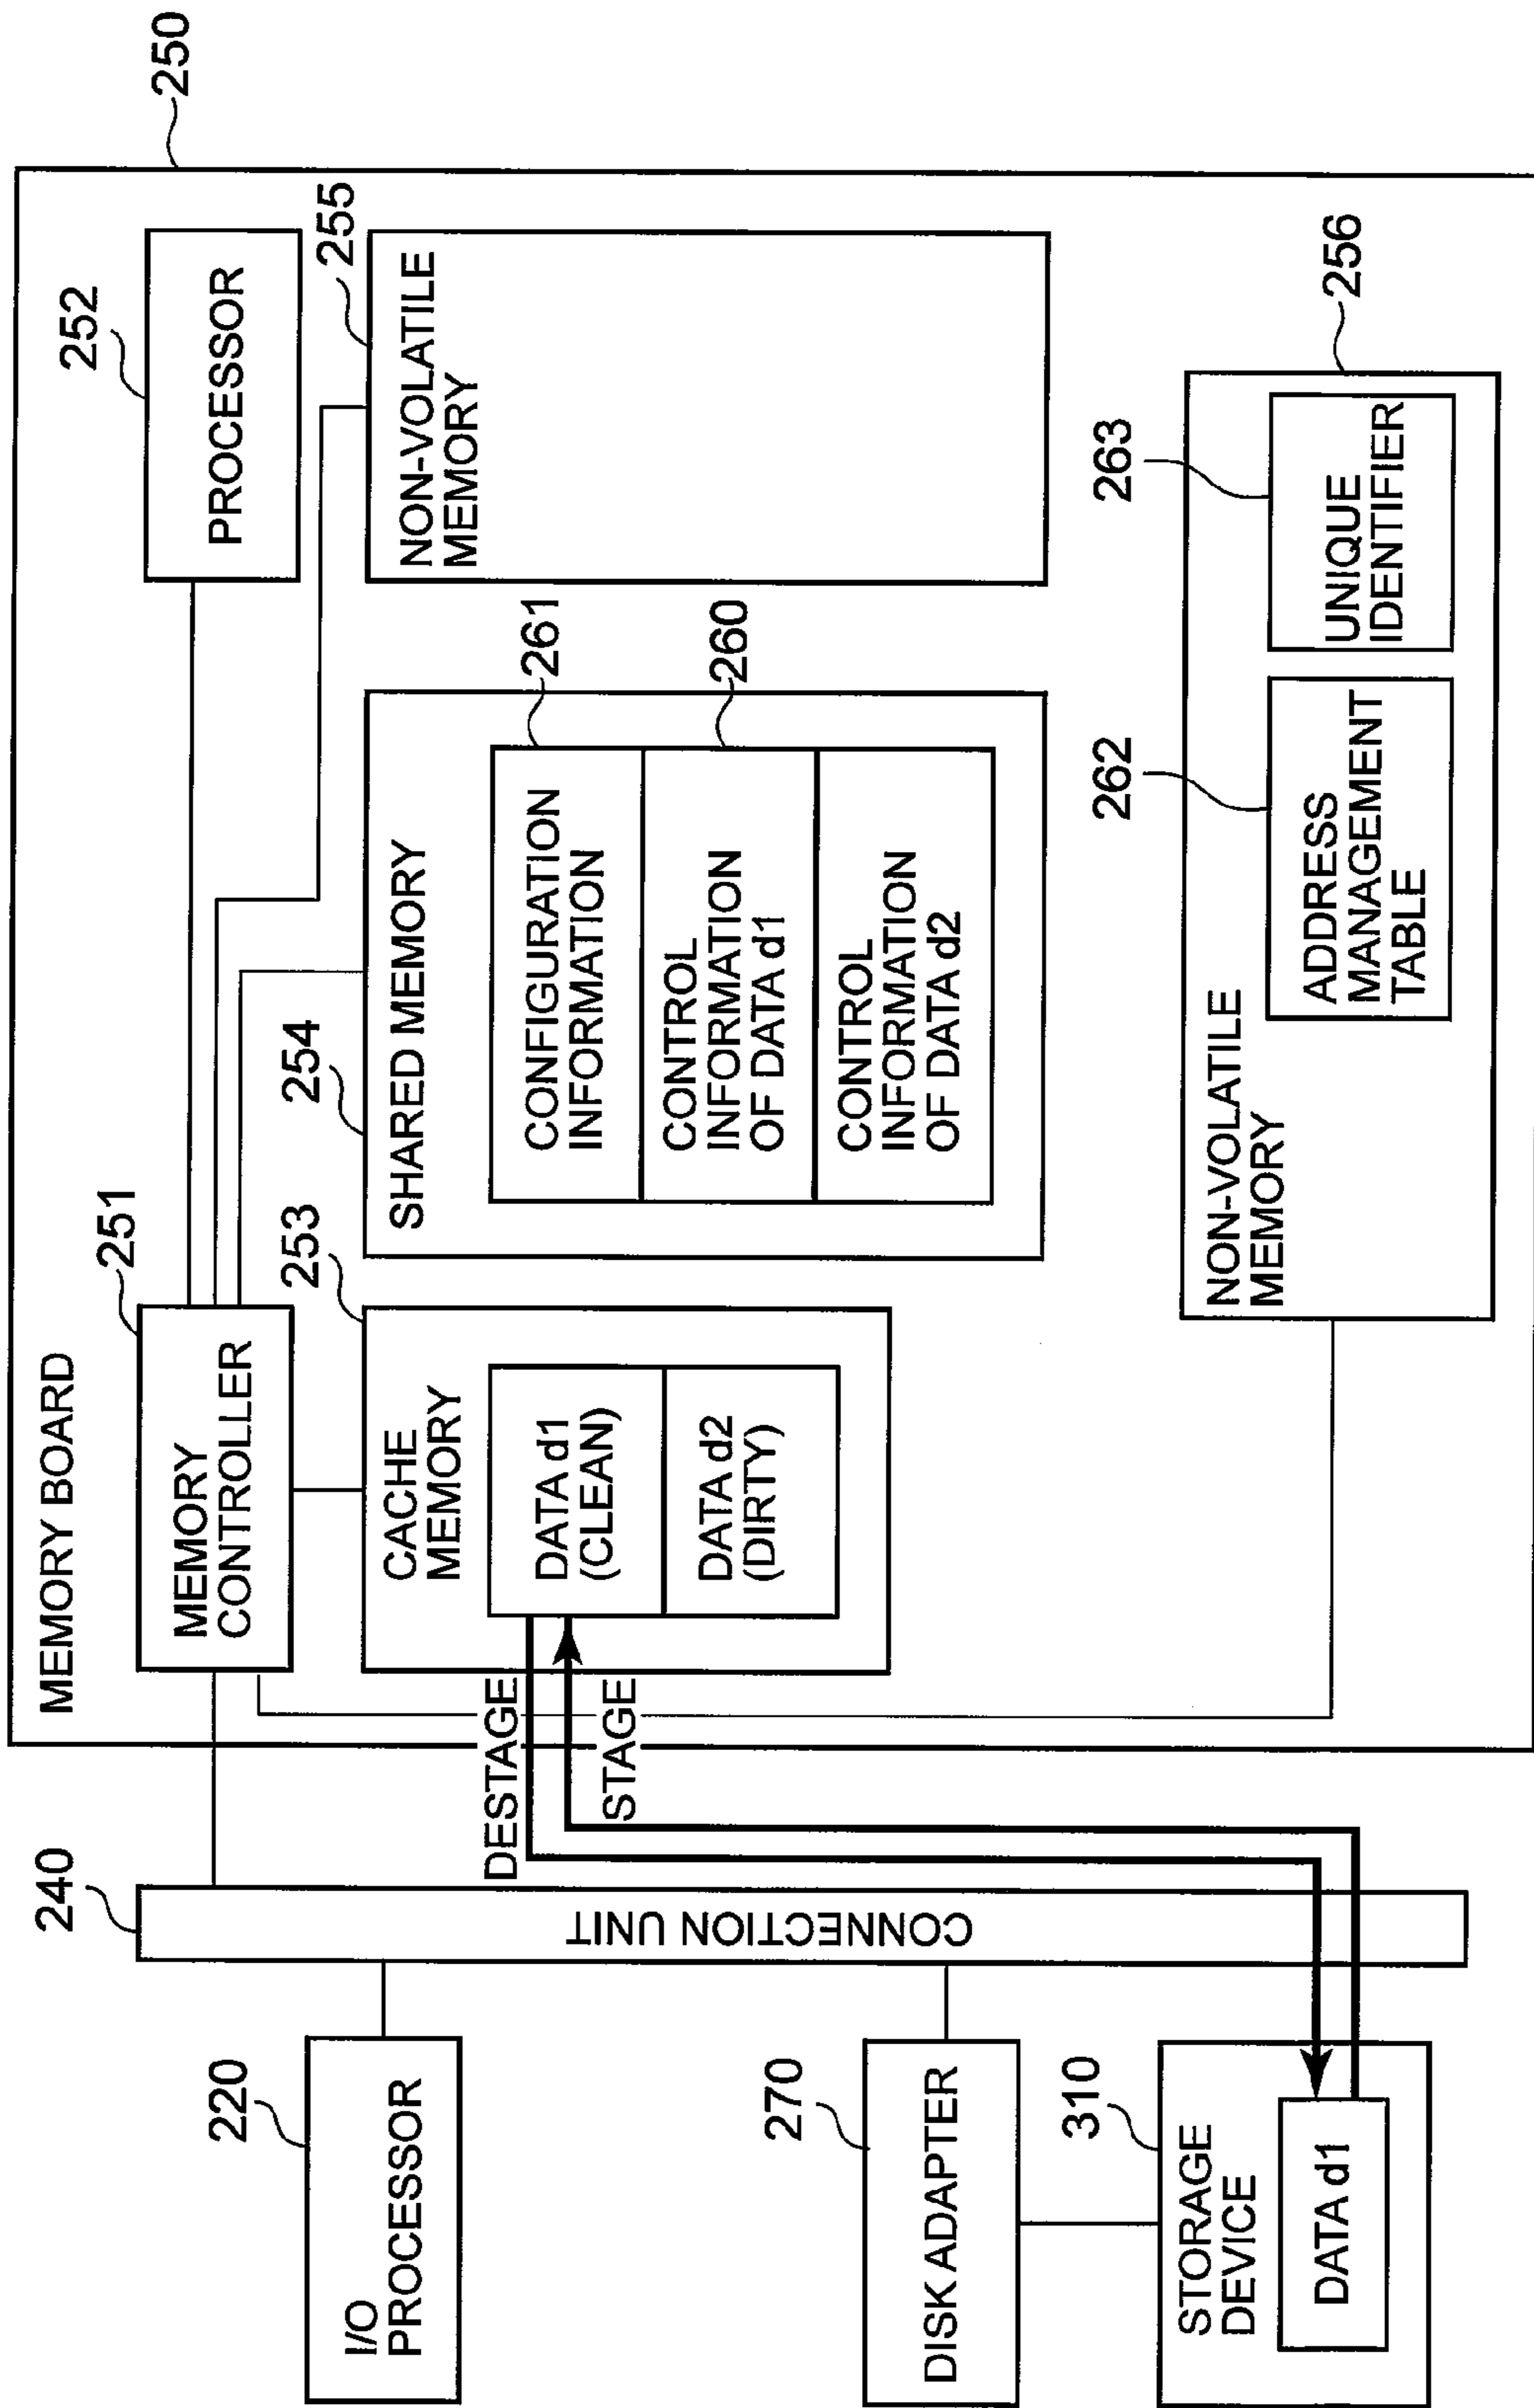 250
MEMORY BOARD
251
MEMORY
CONTROLLER
252
PROCESSOR
253
CACHE
MEMORY
DATA d1
(CLEAN)
DATA d2
(DIRTY)
254
SHARED MEMORY
261
CONFIGURATION
INFORMATION
260
CONTROL
INFORMATION
OF DATA d1
CONTROL
INFORMATION
OF DATA d2
255
NON-VOLATILE
MEMORY
256
NON-VOLATILE
MEMORY
262
ADDRESS
MANAGEMENT
TABLE
263
UNIQUE
IDENTIFIER
DESTAGE
STAGE
240
CONNECTION UNIT
220
I/O
PROCESSOR
270
DISK ADAPTER
310
STORAGE
DEVICE
DATA d1